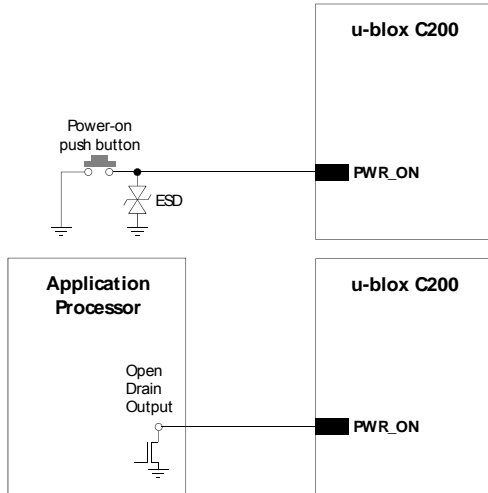 u-blox C200
Power-on
push button
PWR_ON
ESD
Application
Processor
u-blox C200
Open
Drain
Output
PWR_ON